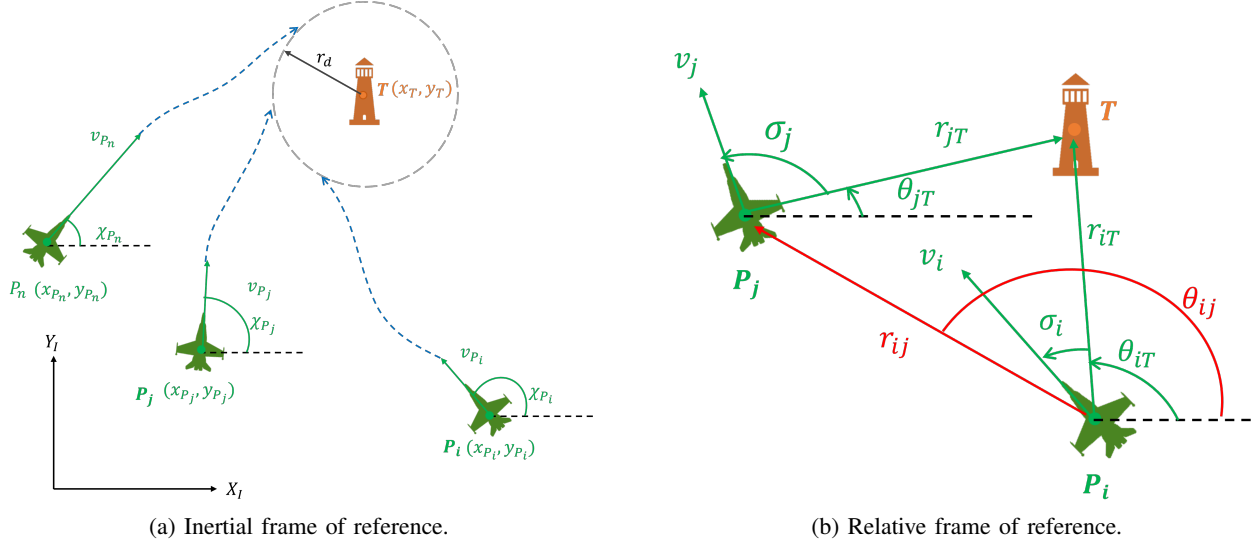 r_d
T (x_T, y_T)
v_{P_n}
χ_{P_n}
P_n (x_{P_n}, y_{P_n})
v_{P_j}
χ_{P_j}
P_j (x_{P_j}, y_{P_j})
v_{P_i}
χ_{P_i}
P_i (x_{P_i}, y_{P_i})
Y_I
X_I
(a) Inertial frame of reference.
v_j
σ_j
r_{jT}
T
θ_{jT}
P_j
r_{iT}
v_i
θ_{ij}
σ_i
r_{ij}
θ_{iT}
P_i
(b) Relative frame of reference.